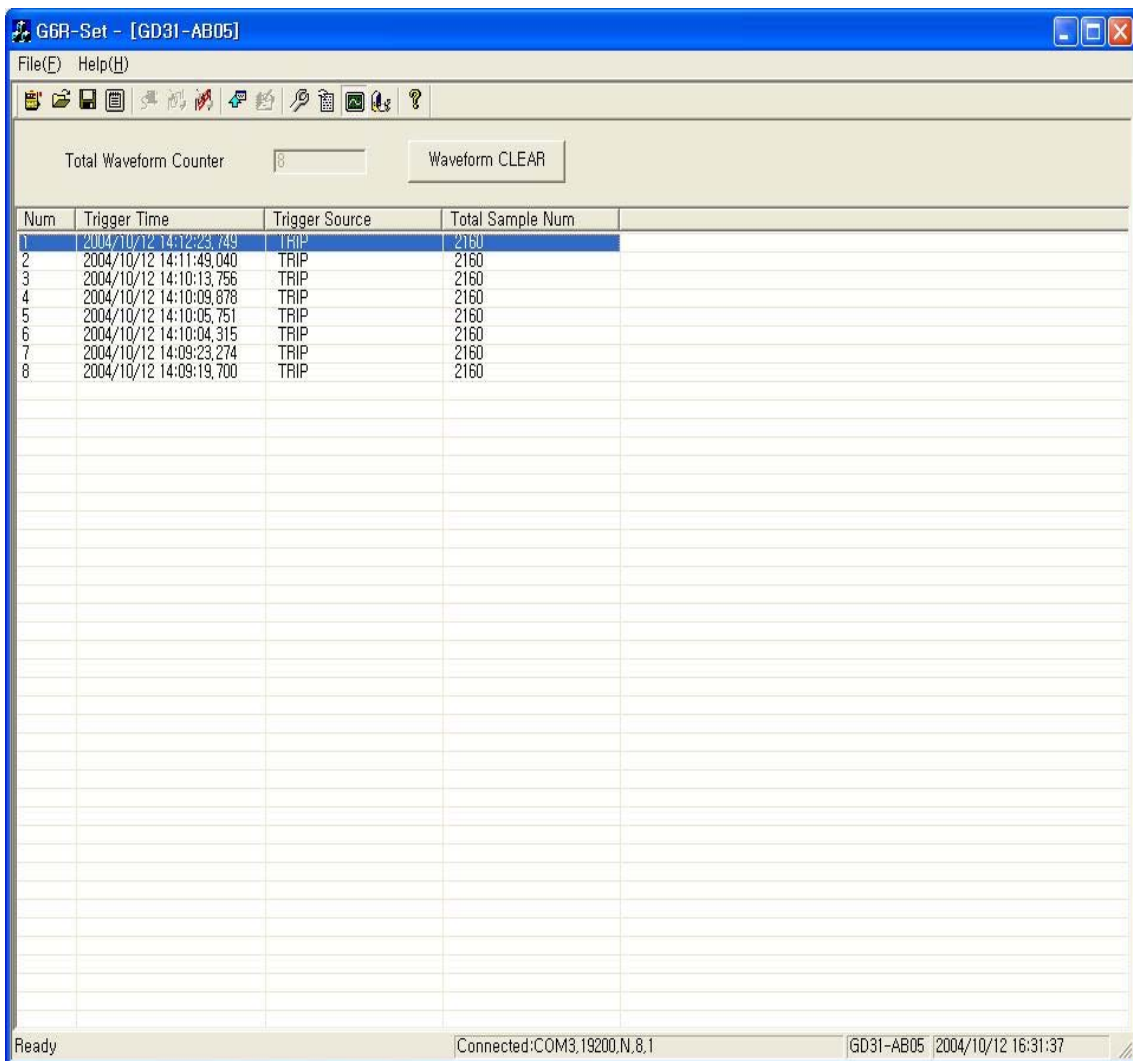 G6R-Set - [GD31-AB05]
File(F) Help(H)
Total Waveform Counter 8 Waveform CLEAR
Num Trigger Time Trigger Source Total Sample Num
1 2004/10/12 14:12:23,749 TRIP 2160
2 2004/10/12 14:11:49,040 TRIP 2160
3 2004/10/12 14:10:13,756 TRIP 2160
4 2004/10/12 14:10:09,878 TRIP 2160
5 2004/10/12 14:10:05,751 TRIP 2160
6 2004/10/12 14:10:04,315 TRIP 2160
7 2004/10/12 14:09:23,274 TRIP 2160
8 2004/10/12 14:09:19,700 TRIP 2160
Ready Connected:COM3,19200,N,8,1 GD31-AB05 2004/10/12 16:31:37